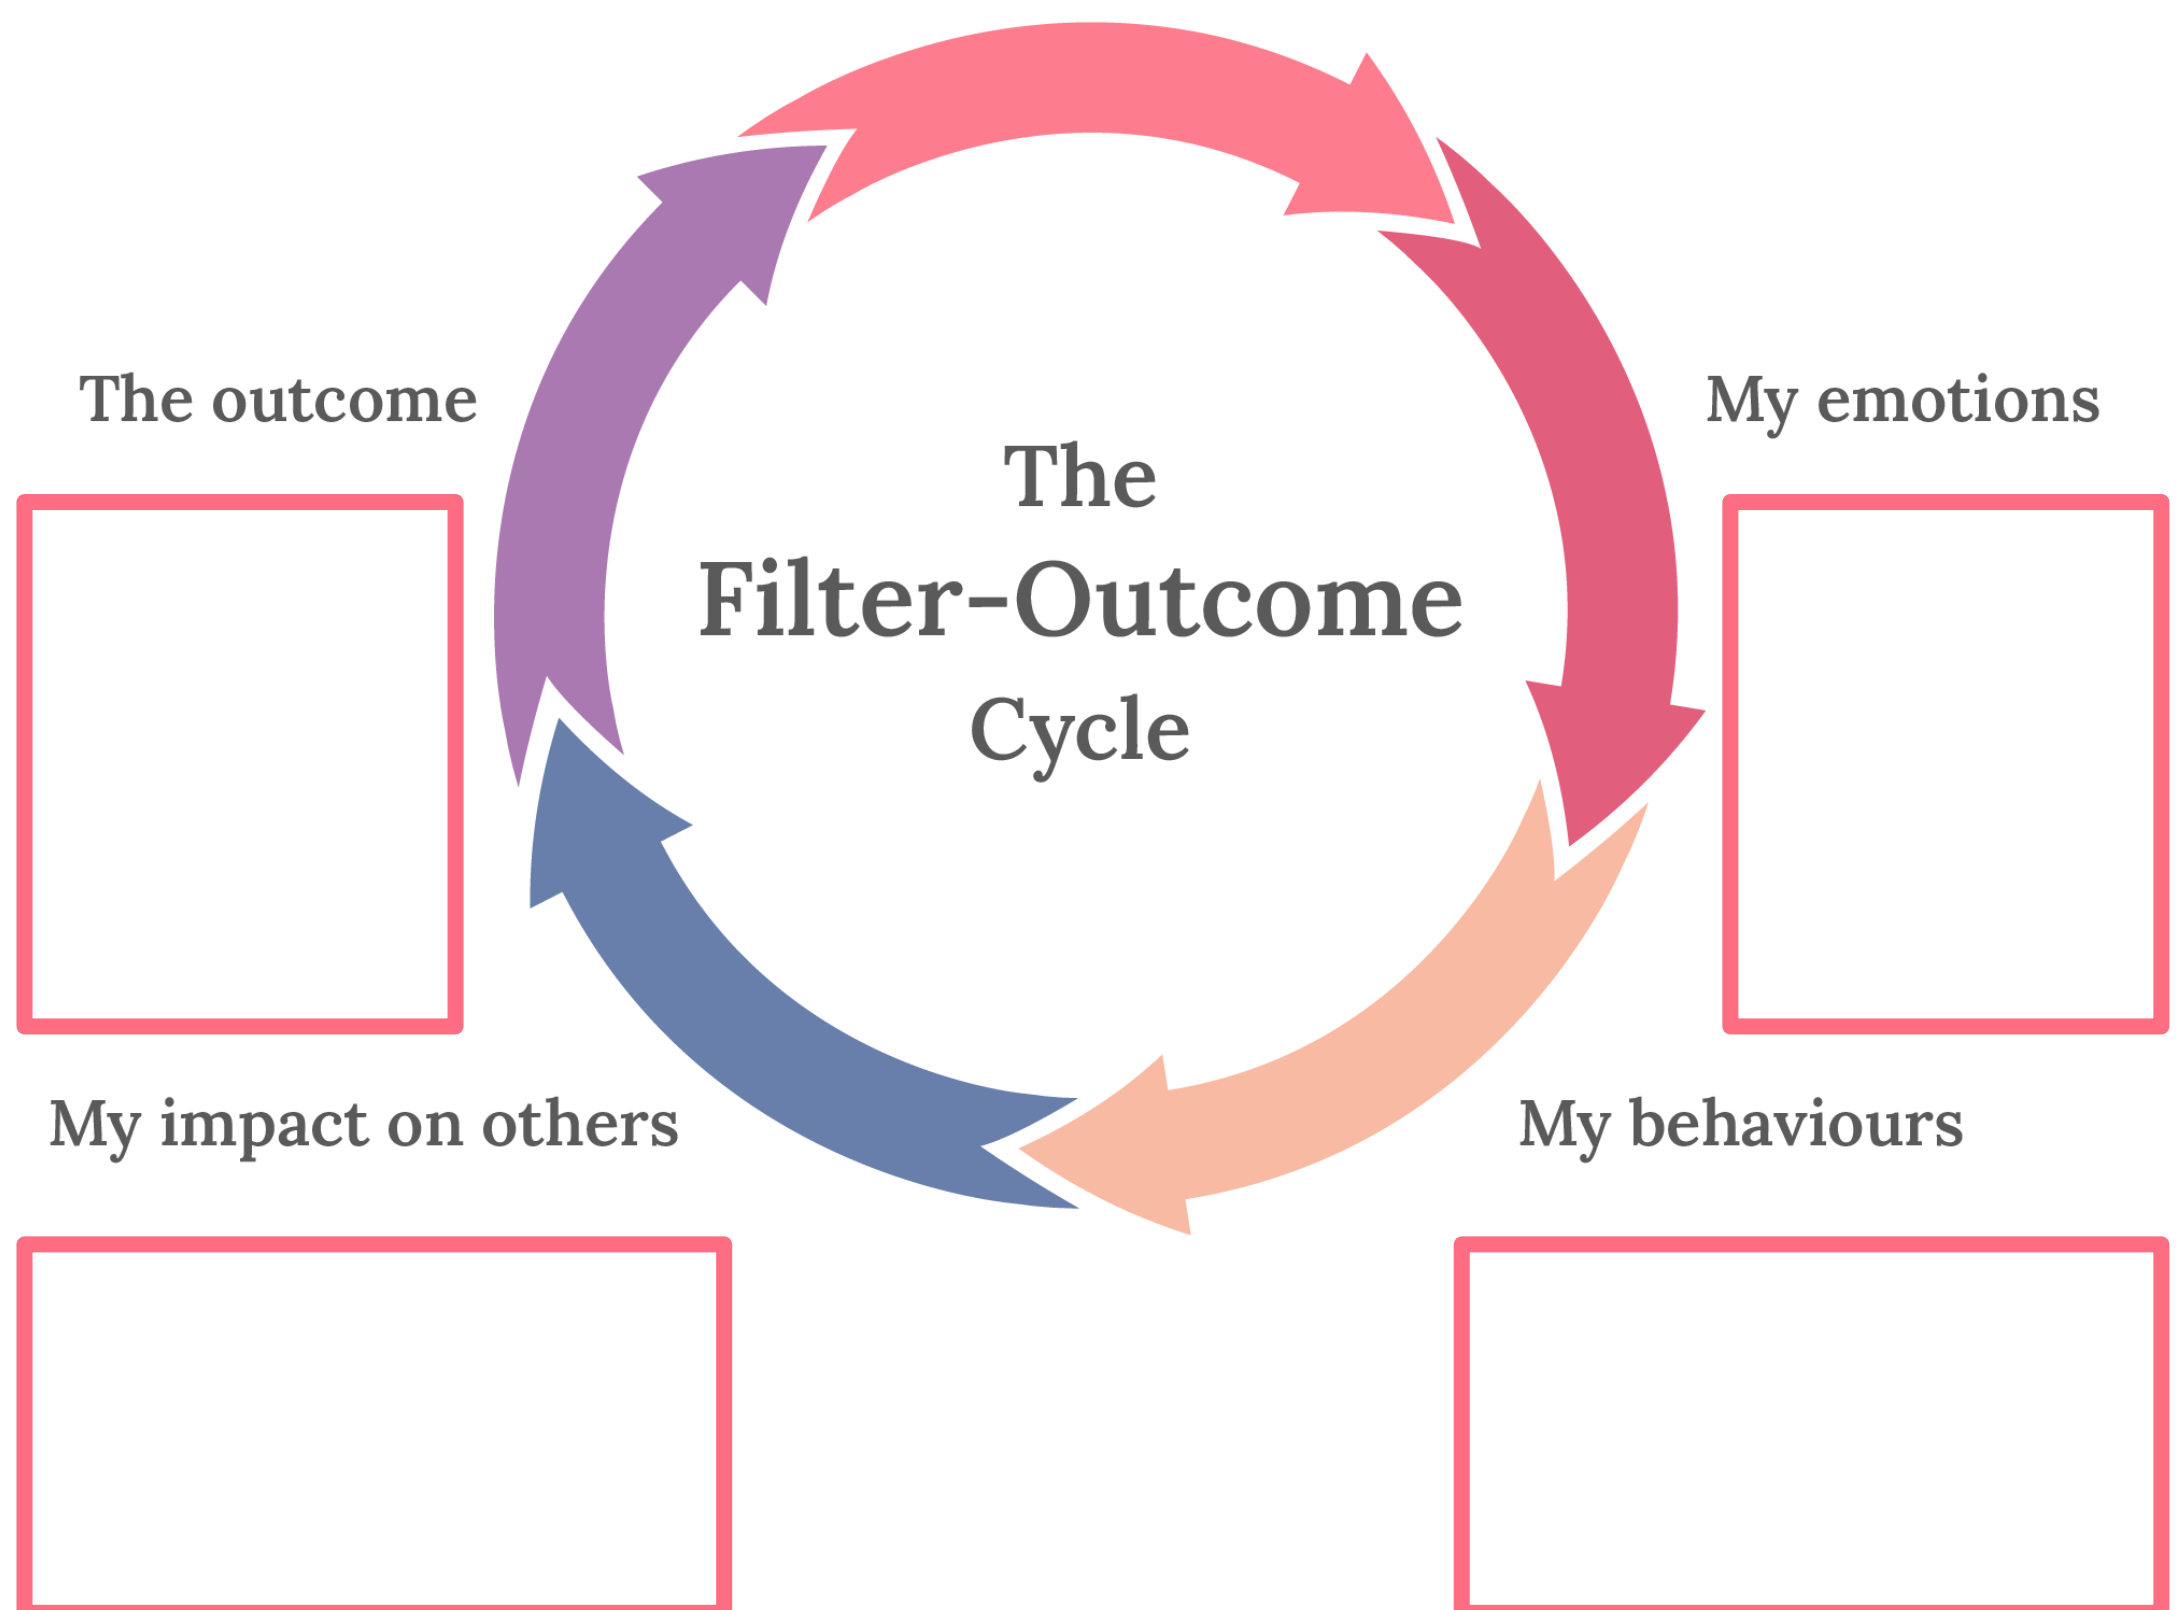 The outcome
My emotions
The
Filter-Outcome
Cycle
My impact on others
My behaviours